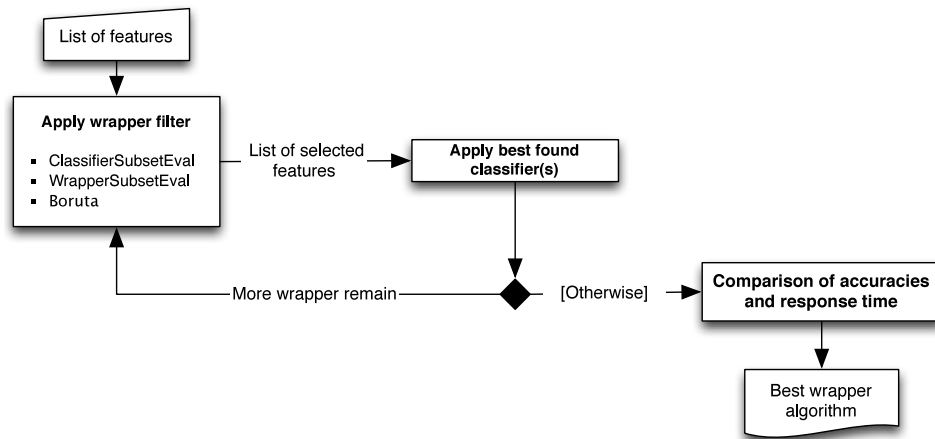 List of features
Apply wrapper filter
▪ ClassifierSubsetEval
▪ WrapperSubsetEval
▪ Boruta
List of selected
features
Apply best found
classifier(s)
More wrapper remain
[Otherwise]
Comparison of accuracies
and response time
Best wrapper
algorithm